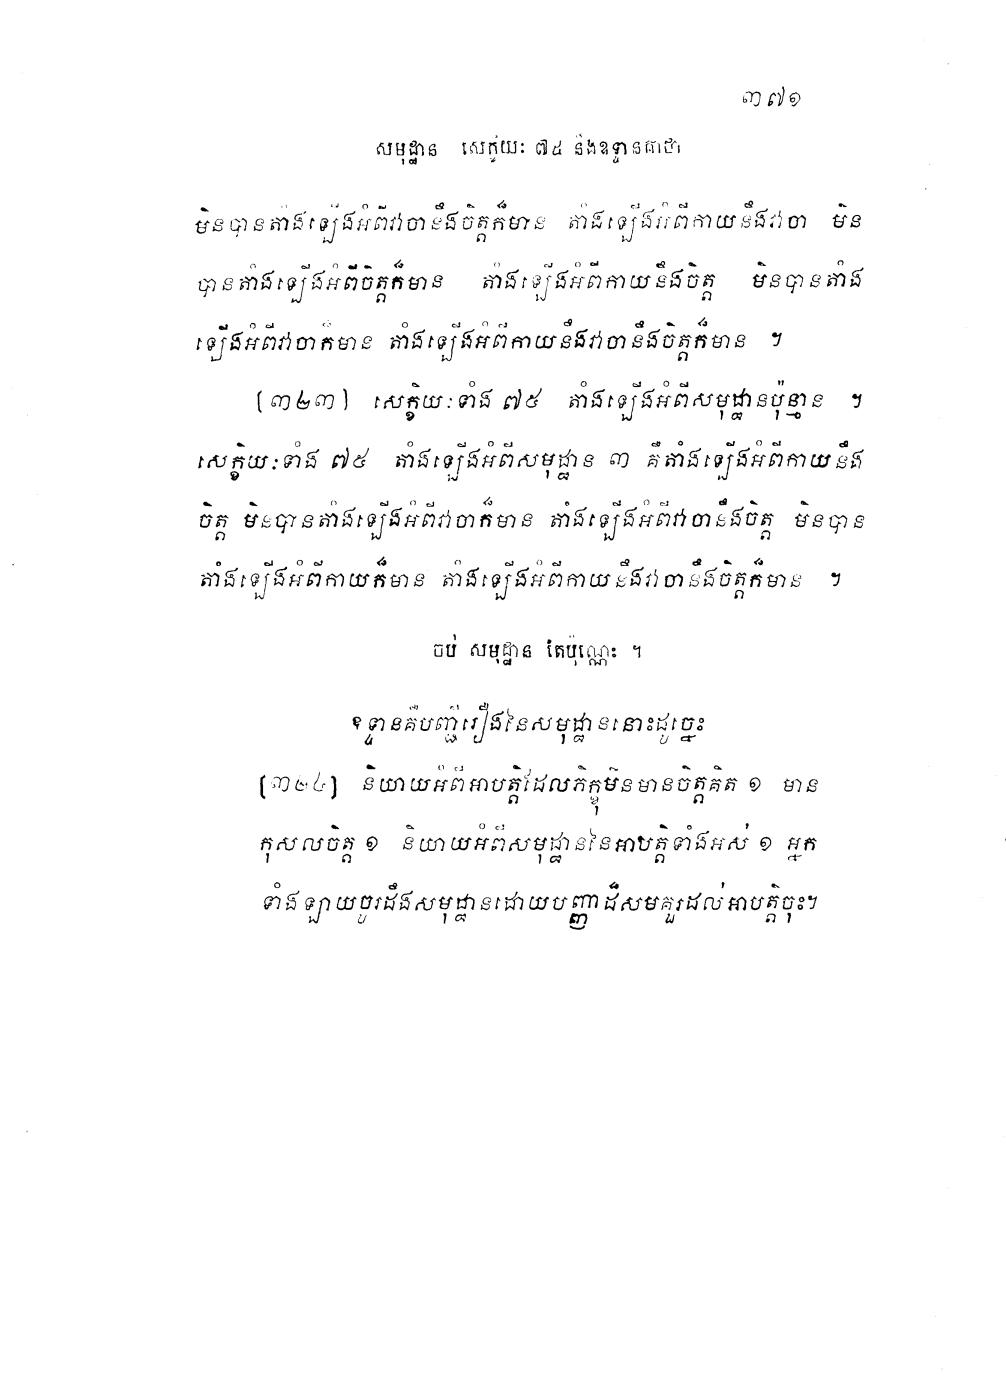 ៣៧១
សមុដ្ឋាន សេក្ខិយៈ ៧៥ និងឧទ្ទានគាថា
មិនបានតាំងឡើងអំពីវាចានឹងចិត្តក៏មាន តាំងឡើងអំពីកាយនឹងវាចា មិន
បានតាំងឡើងអំពីចិត្តក៏មាន តាំងឡើងអំពីកាយនឹងចិត្ត មិនបានតាំង
ឡើងអំពីវាចាក៏មាន តាំងឡើងអំពីកាយនឹងវាចានឹងចិត្តក៏មាន ។
(៣២៣) សេក្ខិយៈទាំង ៧៥ តាំងឡើងអំពីសមុដ្ឋានប៉ុន្មាន ។
សេក្ខិយៈទាំង ៧៥ តាំងឡើងអំពីសមុដ្ឋាន ៣ គឺតាំងឡើងអំពីកាយនឹង
ចិត្ត មិនបានតាំងឡើងអំពីវាចាក៏មាន តាំងឡើងអំពីវាចានឹងចិត្ត មិនបាន
តាំងឡើងអំពីកាយក៏មាន តាំងឡើងអំពីកាយនឹងវាចានឹងចិត្តក៏មាន ។
ចប់ សមុដ្ឋាន តែប៉ុណ្ណេះ ។
ឧទ្ទានគឺបញ្ជីរឿងនៃសមុដ្ឋាននោះដូច្នេះ
(៣២៤) និយាយអំពីអាបត្តិដែលភិក្ខុមិនមានចិត្តគិត ១ មាន
កុសលចិត្ត ១ និយាយអំពីសមុដ្ឋាននៃអាបត្តិទាំងអស់ ១ អ្នក
ទាំងឡាយចូរដឹងសមុដ្ឋានដោយបញ្ញាដ៏សមគួរដល់អាបត្តិចុះ។